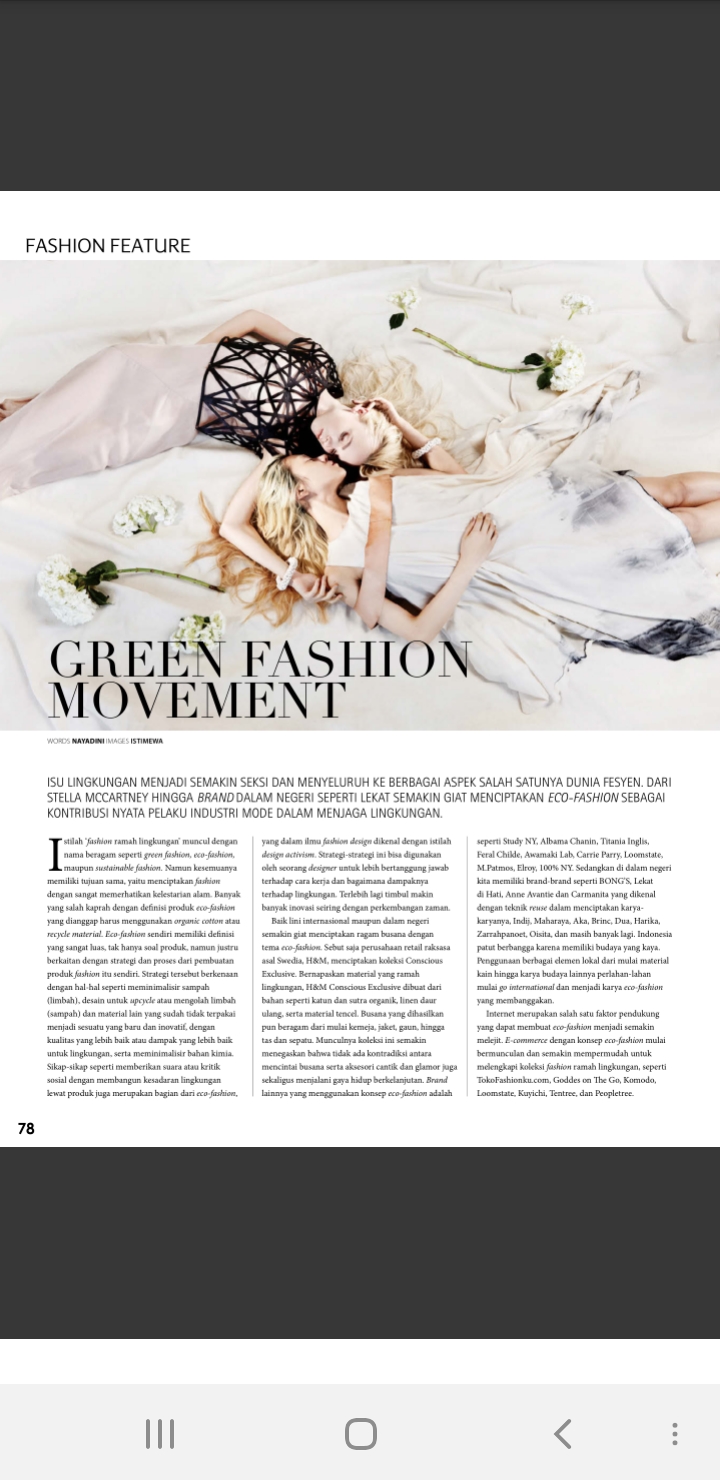 FASHION FEATURE
GREEN FASHION
MOVEMENT
WORDS NAYADINI IMAGES ISTIMEWA
ISU LINGKUNGAN MENJADI SEMAKIN SEKSI DAN MENYELURUH KE BERBAGAI ASPEK SALAH SATUNYA DUNIA FESYEN. DARI
STELLA MCCARTNEY HINGGA BRAND DALAM NEGERI SEPERTI LEKAT SEMAKIN GIAT MENCIPTAKAN ECO-FASHION SEBAGAI
KONTRIBUSI NYATA PELAKU INDUSTRI MODE DALAM MENJAGA LINGKUNGAN.
Istilah 'fashion ramah lingkungan' muncul dengan
nama beragam seperti green fashion, eco-fashion,
maupun sustainable fashion. Namun kesemuanya
memiliki tujuan sama, yaitu menciptakan fashion
dengan sangat memerhatikan kelestarian alam. Banyak
yang salah kaprah dengan definisi produk eco-fashion
yang dianggap harus menggunakan organic cotton atau
recycle material. Eco-fashion sendiri memiliki definisi
yang sangat luas, tak hanya soal produk, namun justru
berkaitan dengan strategi dan proses dari pembuatan
produk fashion itu sendiri. Strategi tersebut berkenaan
dengan hal-hal seperti meminimalisir sampah
(limbah), desain untuk upcycle atau mengolah limbah
(sampah) dan material lain yang sudah tidak terpakai
menjadi sesuatu yang baru dan inovatif, dengan
kualitas yang lebih baik atau dampak yang lebih baik
untuk lingkungan, serta meminimalisir bahan kimia.
Sikap-sikap seperti memberikan suara atau kritik
sosial dengan membangun kesadaran lingkungan
lewat produk juga merupakan bagian dari eco-fashion,
yang dalam ilmu fashion design dikenal dengan istilah
design activism. Strategi-strategi ini bisa digunakan
oleh seorang designer untuk lebih bertanggung jawab
terhadap cara kerja dan bagaimana dampaknya
terhadap lingkungan. Terlebih lagi timbul makin
banyak inovasi seiring dengan perkembangan zaman.
Baik lini internasional maupun dalam negeri
semakin giat menciptakan ragam busana dengan
tema eco-fashion. Sebut saja perusahaan retail raksasa
asal Swedia, H&M, menciptakan koleksi Conscious
Exclusive. Bernapaskan material yang ramah
lingkungan, H&M Conscious Exclusive dibuat dari
bahan seperti katun dan sutra organik, linen daur
ulang, serta material tencel. Busana yang dihasilkan
pun beragam dari mulai kemeja, jaket, gaun, hingga
tas dan sepatu. Munculnya koleksi ini semakin
menegaskan bahwa tidak ada kontradiksi antara
mencintai busana serta aksesori cantik dan glamor juga
sekaligus menjalani gaya hidup berkelanjutan. Brand
lainnya yang menggunakan konsep eco-fashion adalah
seperti Study NY, Albama Chanin, Titania Inglis,
Feral Childe, Awamaki Lab, Carrie Parry, Loomstate,
M.Patmos, Elroy, 100% NY. Sedangkan di dalam negeri
kita memiliki brand-brand seperti BONG'S, Lekat
di Hati, Anne Avantie dan Carmanita yang dikenal
dengan teknik reuse dalam menciptakan karya-
karyanya, Indij, Maharaya, Aka, Brinc, Dua, Harika,
Zarrahpanoet, Oisita, dan masih banyak lagi. Indonesia
patut berbangga karena memiliki budaya yang kaya.
Penggunaan berbagai elemen lokal dari mulai material
kain hingga karya budaya lainnya perlahan-lahan
mulai go international dan menjadi karya eco-fashion
yang membanggakan.
Internet merupakan salah satu faktor pendukung
yang dapat membuat eco-fashion menjadi semakin
melejit. E-commerce dengan konsep eco-fashion mulai
bermunculan dan semakin mempermudah untuk
melengkapi koleksi fashion ramah lingkungan, seperti
TokoFashionku.com, Goddes on The Go, Komodo,
Loomstate, Kuyichi, Tentree, dan Peopletree.
78